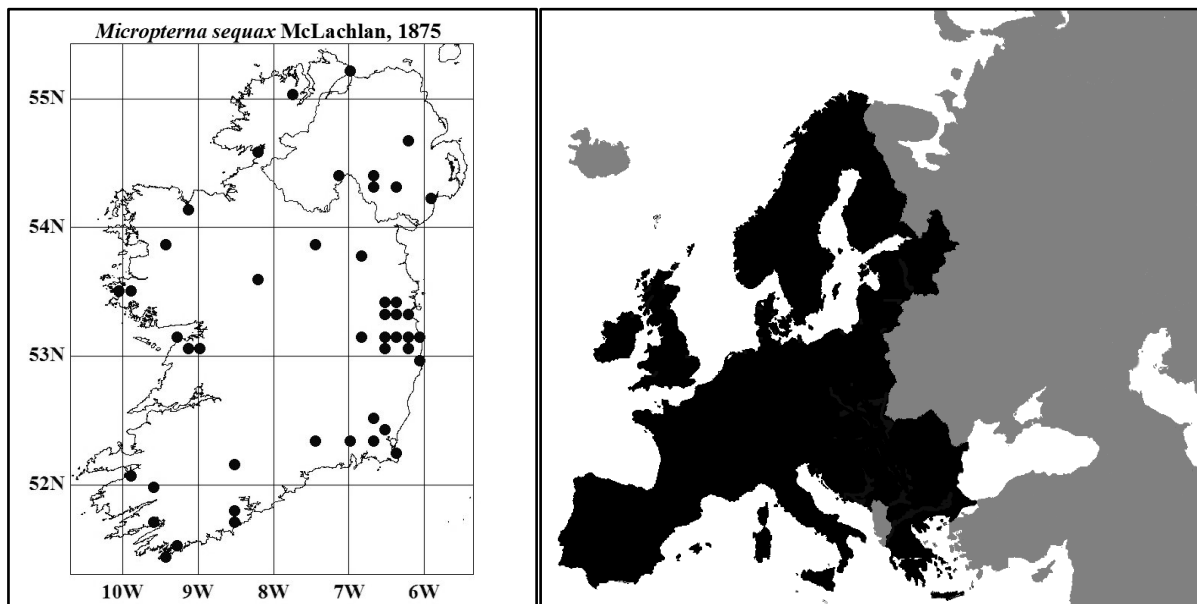 Micropterna sequax McLachlan, 1875
55N
54N
53N
52N
10W 9W 8W 7W 6W